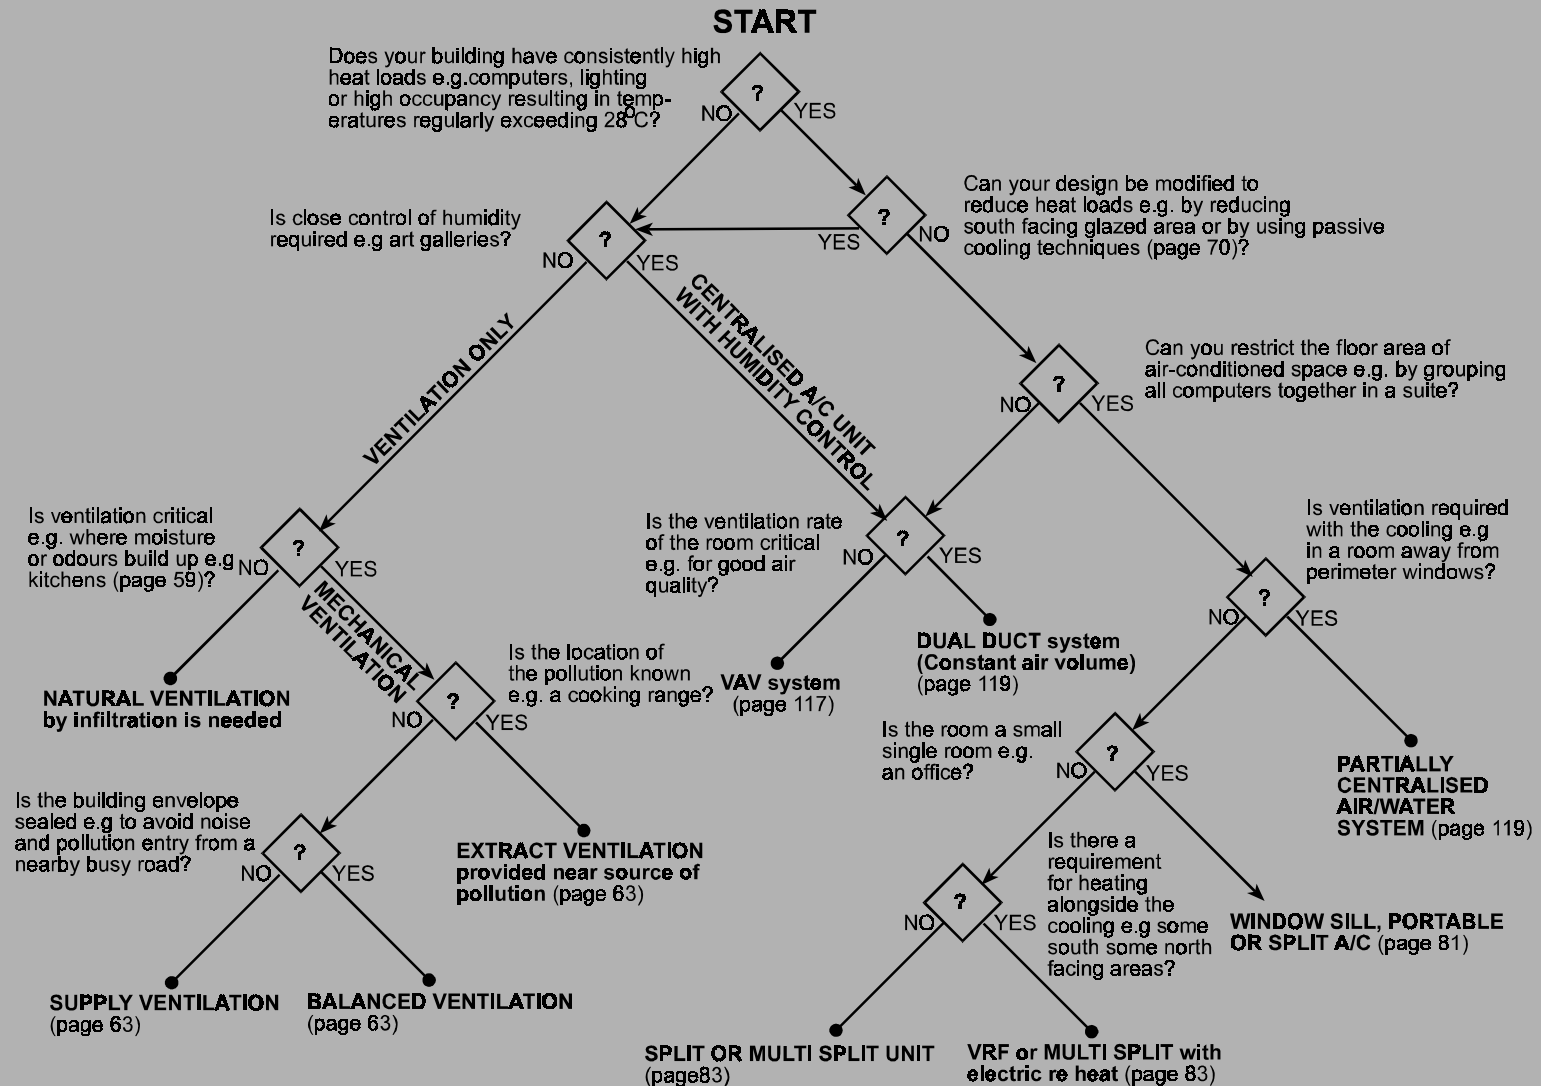 START
Does your building have consistently high
heat loads e.g.computers, lighting
or high occupancy resulting in temp-
eratures regularly exceeding 28°C?
?
NO
YES
Can your design be modified to
reduce heat loads e.g. by reducing
south facing glazed area or by using passive
cooling techniques (page 70)?
?
YES
NO
Is close control of humidity
required e.g art galleries?
?
NO
YES
VENTILATION ONLY
CENTRALISED A/C UNIT
WITH HUMIDITY CONTROL
Can you restrict the floor area of
air-conditioned space e.g. by grouping
all computers together in a suite?
?
NO
YES
Is ventilation critical
e.g. where moisture
or odours build up e.g
kitchens (page 59)?
?
NO
YES
MECHANICAL
VENTILATION
NATURAL VENTILATION
by infiltration is needed
Is the ventilation rate
of the room critical
e.g. for good air
quality?
?
NO
YES
VAV system
(page 117)
DUAL DUCT system
(Constant air volume)
(page 119)
Is ventilation required
with the cooling e.g
in a room away from
perimeter windows?
?
NO
YES
PARTIALLY
CENTRALISED
AIR/WATER
SYSTEM (page 119)
Is the location of
the pollution known
e.g. a cooking range?
?
NO
YES
EXTRACT VENTILATION
provided near source of
pollution (page 63)
Is the room a small
single room e.g.
an office?
?
NO
YES
WINDOW SILL, PORTABLE
OR SPLIT A/C (page 81)
Is the building envelope
sealed e.g to avoid noise
and pollution entry from a
nearby busy road?
?
NO
YES
SUPPLY VENTILATION
(page 63)
BALANCED VENTILATION
(page 63)
Is there a
requirement
for heating
alongside the
cooling e.g some
south some north
facing areas?
?
NO
YES
SPLIT OR MULTI SPLIT UNIT
(page83)
VRF or MULTI SPLIT with
electric re heat (page 83)